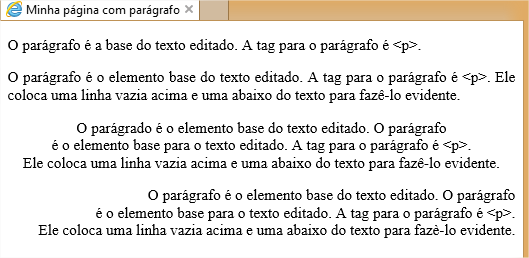 Minha página com parágrafo
O parágrafo é a base do texto editado. A tag para o parágrafo é <p>.
O parágrafo é o elemento base do texto editado. A tag para o parágrafo é <p>. Ele
coloca uma linha vazia acima e uma abaixo do texto para fazê-lo evidente.
O parágrado é o elemento base do texto editado. O parágrafo
é o elemento base para o texto editado. A tag para o parágrafo é <p>.
Ele coloca uma linha vazia acima e uma abaixo do texto para fazê-lo evidente.
O parágrafo é o elemento base do texto editado. O parágrafo
é o elemento base para o texto editado. A tag para o parágrafo é <p>.
Ele coloca uma linha vazia acima e uma abaixo do texto para fazê-lo evidente.